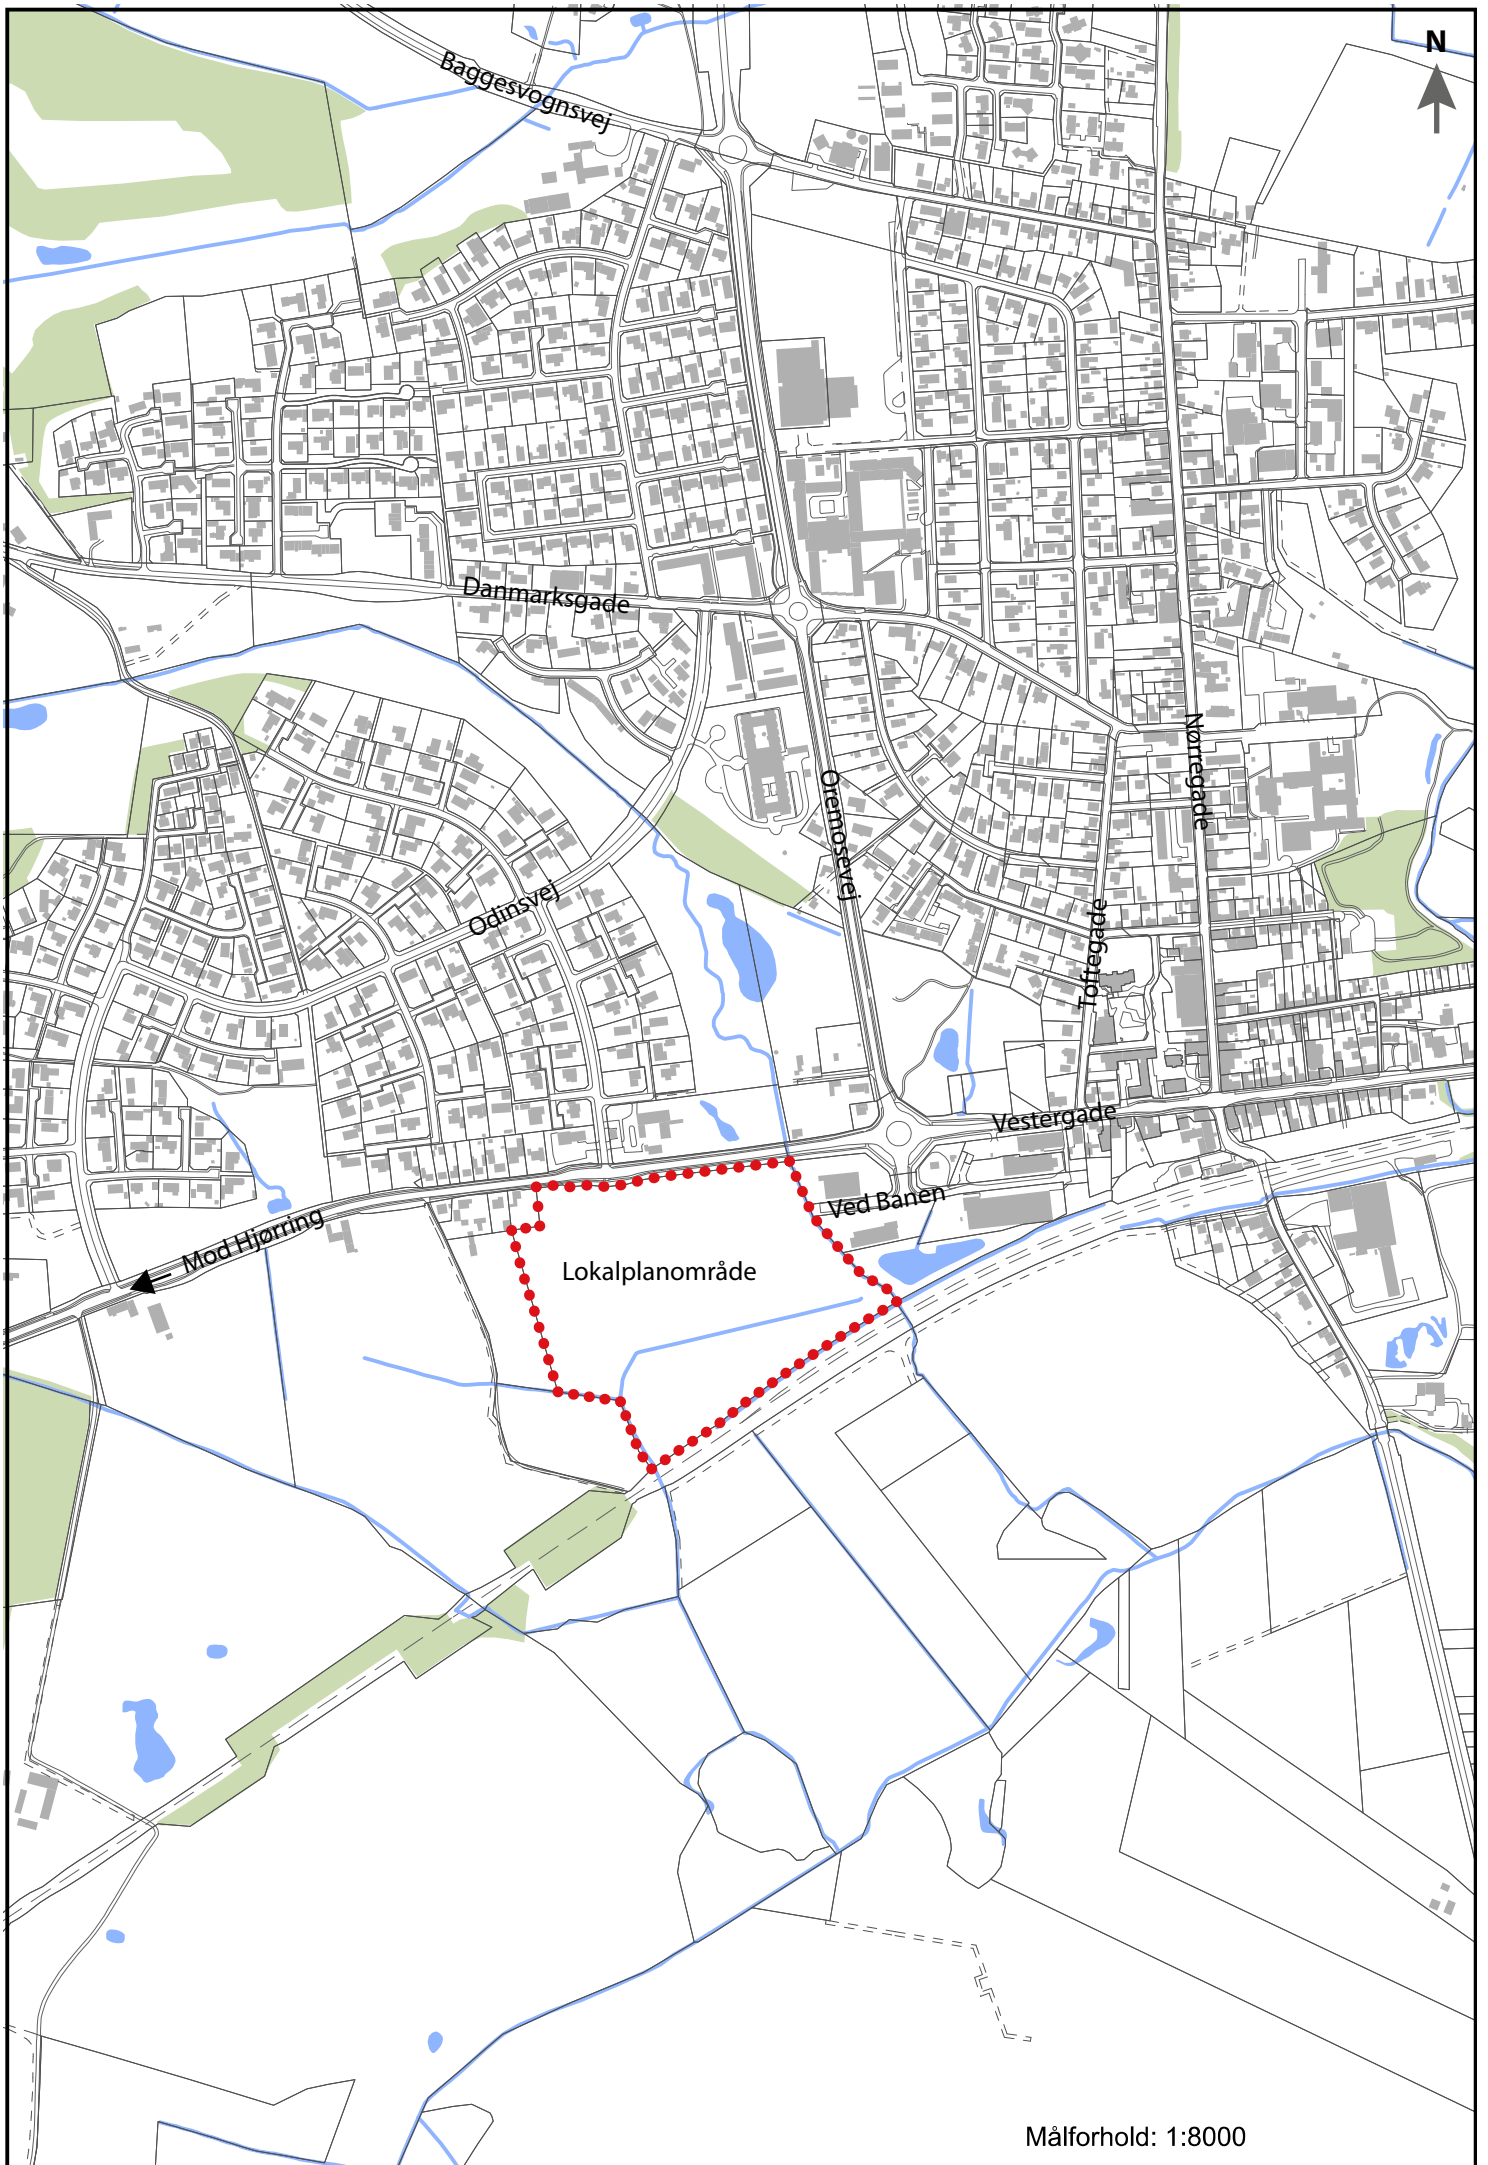 N
Baggesvognsvej
Danmarksgade
Nørregade
Oremosevej
Odinsvej
Toftegade
Vestergade
Ved Banen
Mod Hjørring
Lokalplanområde
Målforhold: 1:8000